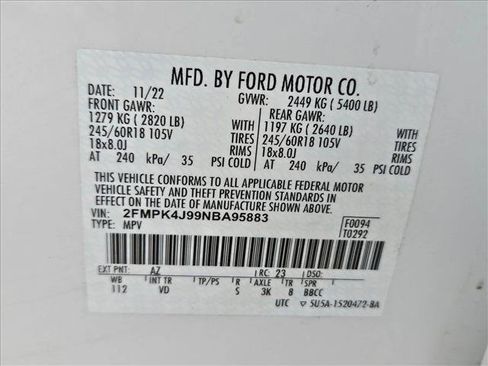 MFD. BY FORD MOTOR CO.
DATE: 11/22 GVWR: 2449 KG ( 5400 LB)
FRONT GAWR: REAR GAWR:
1279 KG ( 2820 LB) WITH 1197 KG ( 2640 LB) WITH
245/60R18 105V TIRES 245/60R18 105V TIRES
18x8.0J RIMS 18x8.0J RIMS
AT 240 kPa/ 35 PSI COLD AT 240 kPa/ 35 PSI COLD
THIS VEHICLE CONFORMS TO ALL APPLICABLE FEDERAL MOTOR
VEHICLE SAFETY AND THEFT PREVENTION STANDARDS IN
EFFECT ON THE DATE OF MANUFACTURE SHOWN ABOVE.
VIN: 2FMPK4J99NBA95883 F0094
TYPE: MPV T0292
EXT PNT: AZ RC: 23 DSO:
WB INT TR TP/PS R AXLE TR SPR
112 VD S 3K 8 BBCC
UTC ▽ 5U5A-1520472-BA